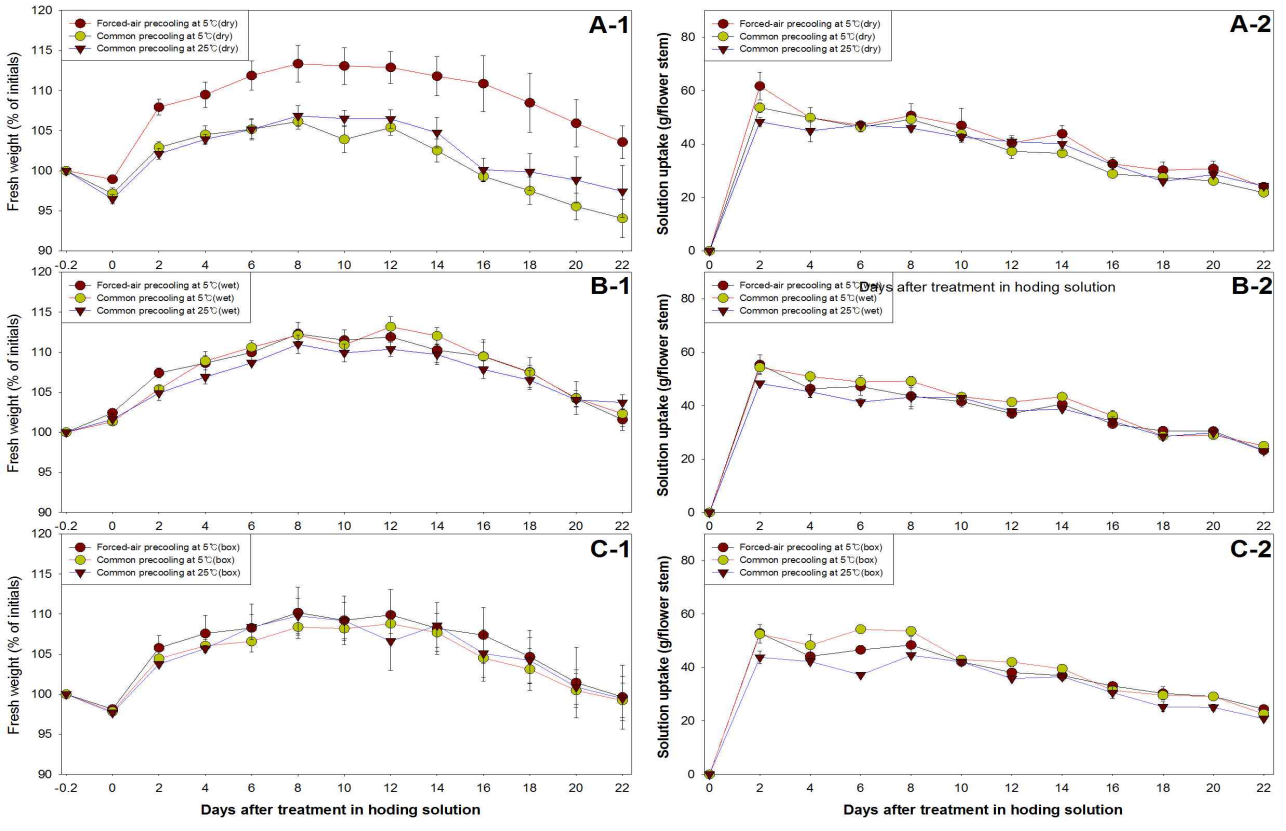 A-1
Forced-air precooling at 5℃(dry)
Common precooling at 5℃(dry)
Common precooling at 25℃(dry)
Fresh weight (% of initials)
120
115
110
105
100
95
90
-0.2 0 2 4 6 8 10 12 14 16 18 20 22
A-2
Forced-air precooling at 5℃(dry)
Common precooling at 5℃(dry)
Common precooling at 25℃(dry)
Solution uptake (g/flower stem)
80
60
40
20
0
0 2 4 6 8 10 12 14 16 18 20 22
Days after treatment in hoding solution
B-1
Forced-air precooling at 5℃(wet)
Common precooling at 5℃(wet)
Common precooling at 25℃(wet)
Fresh weight (% of initials)
120
115
110
105
100
95
90
-0.2 0 2 4 6 8 10 12 14 16 18 20 22
B-2
Forced-air precooling at 5℃(wet)
Common precooling at 5℃(wet)
Common precooling at 25℃(wet)
Solution uptake (g/flower stem)
80
60
40
20
0
0 2 4 6 8 10 12 14 16 18 20 22
C-1
Forced-air precooling at 5℃(box)
Common precooling at 5℃(box)
Common precooling at 25℃(box)
Fresh weight (% of initials)
120
115
110
105
100
95
90
-0.2 0 2 4 6 8 10 12 14 16 18 20 22
Days after treatment in hoding solution
C-2
Forced-air precooling at 5℃(box)
Common precooling at 5℃(box)
Common precooling at 25℃(box)
Solution uptake (g/flower stem)
80
60
40
20
0
0 2 4 6 8 10 12 14 16 18 20 22
Days after treatment in hoding solution